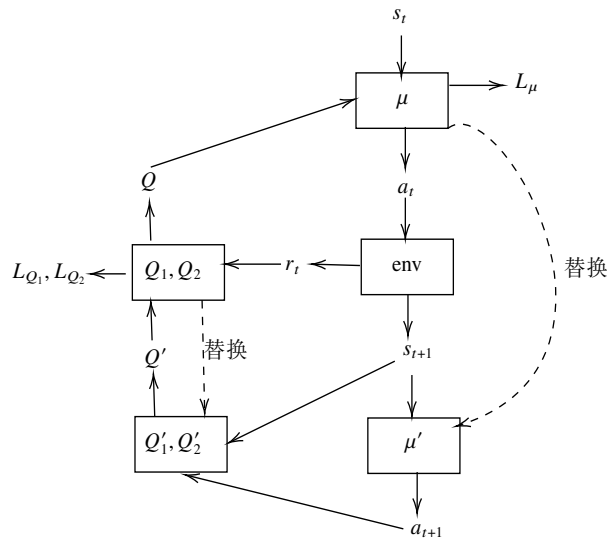 s_t
μ
L_μ
Q
a_t
L_{Q_1}, L_{Q_2}
Q_1, Q_2
r_t
env
替换
Q'
替换
s_{t+1}
Q'_1, Q'_2
μ'
a_{t+1}